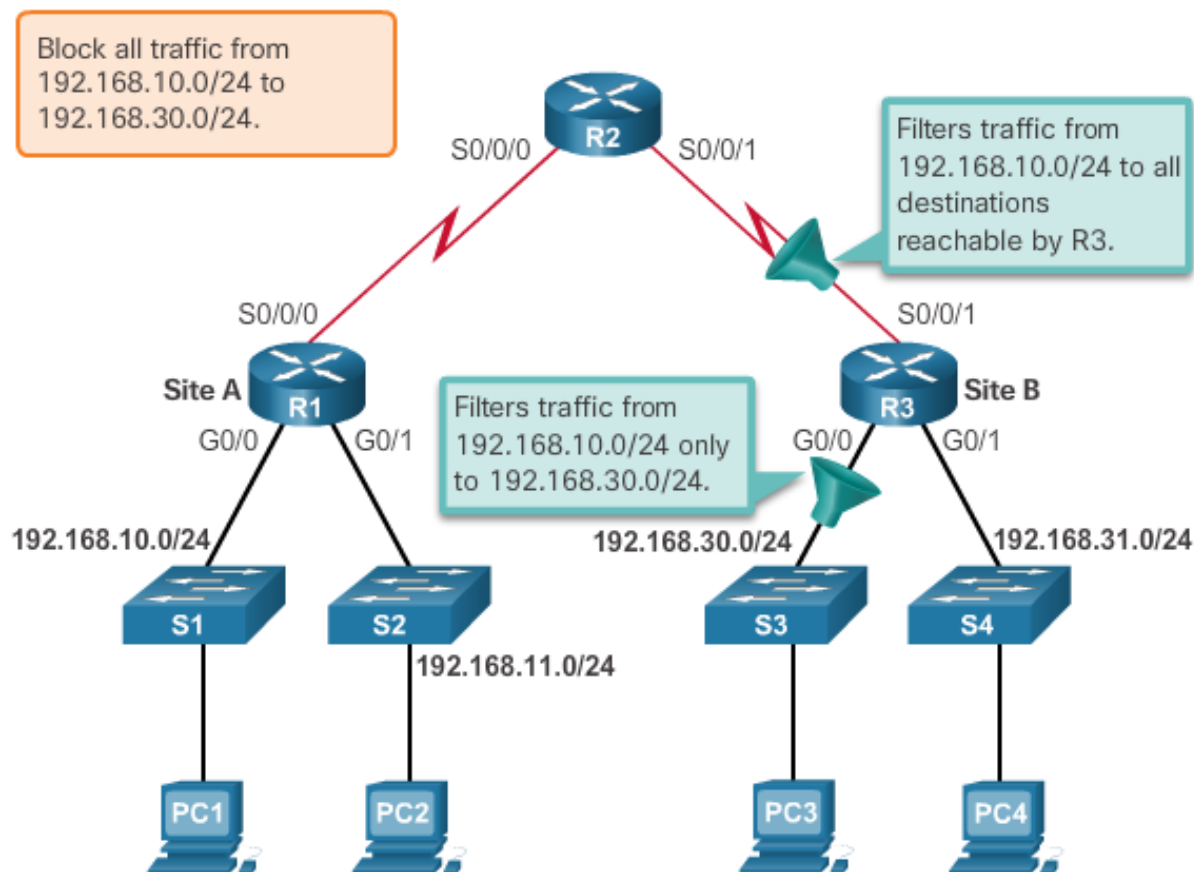 Block all traffic from
192.168.10.0/24 to
192.168.30.0/24.
R2
S0/0/0
S0/0/1
Filters traffic from
192.168.10.0/24 to all
destinations
reachable by R3.
S0/0/0
S0/0/1
Site A
R1
R3
Site B
Filters traffic from
192.168.10.0/24 only
to 192.168.30.0/24.
G0/0
G0/1
G0/0
G0/1
192.168.10.0/24
192.168.30.0/24
192.168.31.0/24
S1
S2
S3
S4
192.168.11.0/24
PC1
PC2
PC3
PC4